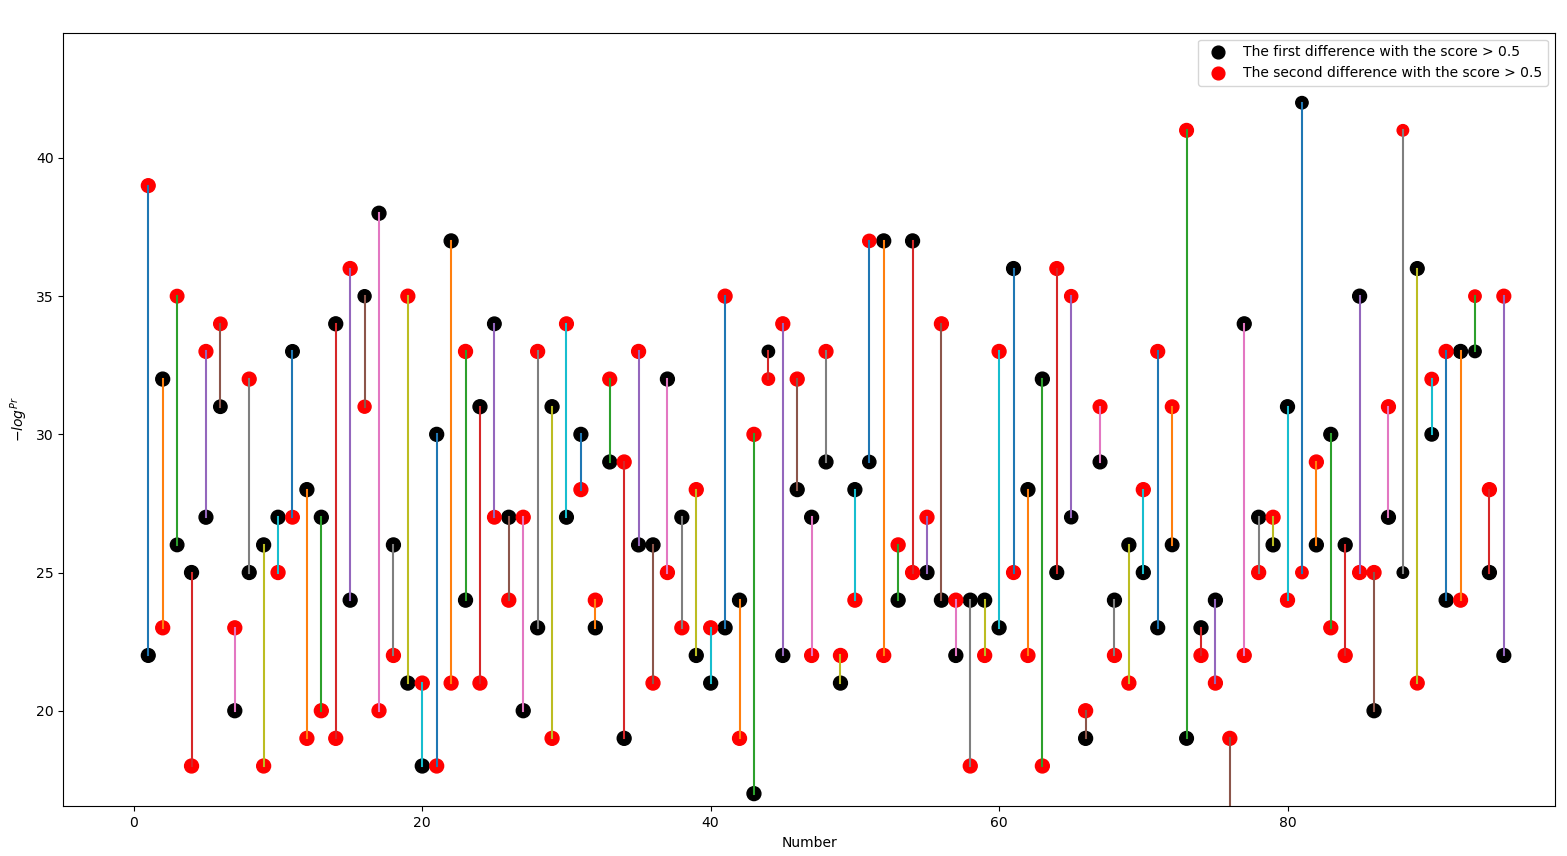 The first difference with the score > 0.5
The second difference with the score > 0.5
40
35
30
25
20
−log^{Pr}
0
20
40
60
80
Number